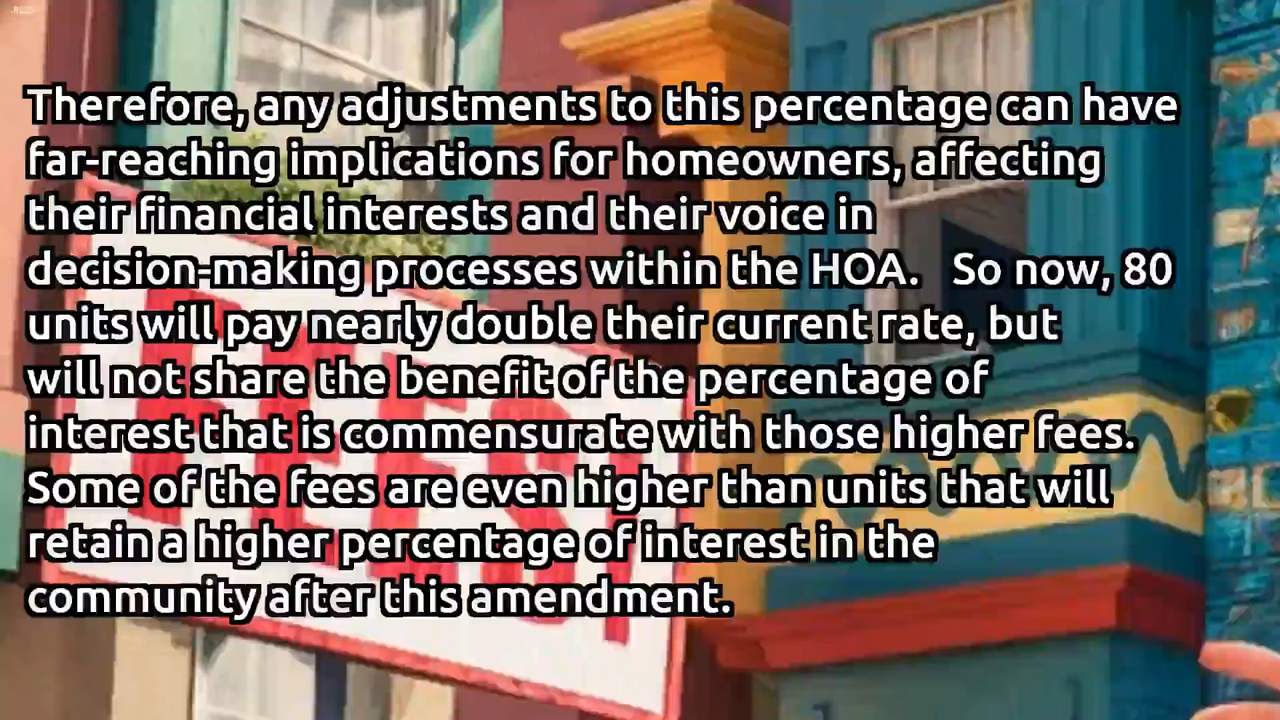 Therefore, any adjustments to this percentage can have
far-reaching implications for homeowners, affecting
their financial interests and their voice in
decision-making processes within the HOA.   So now, 80
units will pay nearly double their current rate, but
will not share the benefit of the percentage of
interest that is commensurate with those higher fees.
Some of the fees are even higher than units that will
retain a higher percentage of interest in the
community after this amendment.